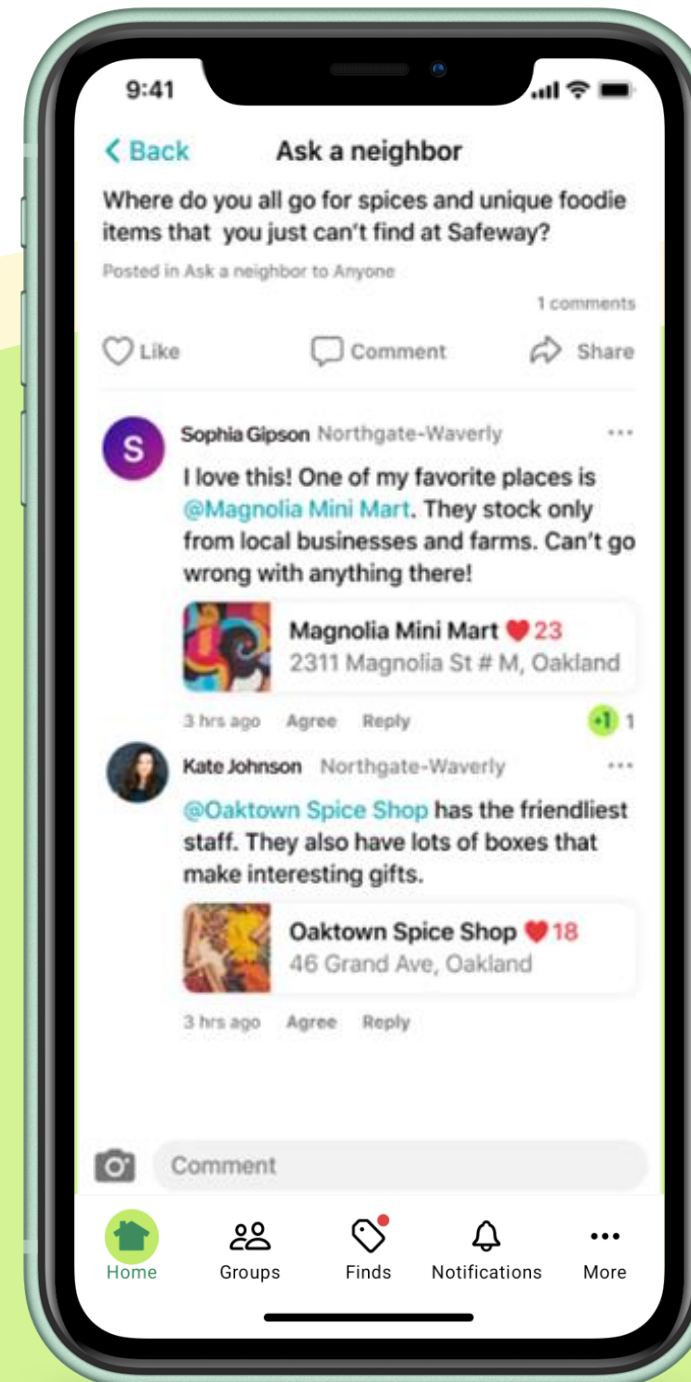 9:41
Back Ask a neighbor
Where do you all go for spices and unique foodie
items that you just can't find at Safeway?
Posted in Ask a neighbor to Anyone
1 comments
Like Comment Share
S Sophia Gipson Northgate-Waverly
I love this! One of my favorite places is
@Magnolia Mini Mart. They stock only
from local businesses and farms. Can't go
wrong with anything there!
Magnolia Mini Mart 23
2311 Magnolia St # M, Oakland
3 hrs ago Agree Reply +1 1
Kate Johnson Northgate-Waverly
@Oaktown Spice Shop has the friendliest
staff. They also have lots of boxes that
make interesting gifts.
Oaktown Spice Shop 18
46 Grand Ave, Oakland
3 hrs ago Agree Reply
Comment
Home Groups Finds Notifications More